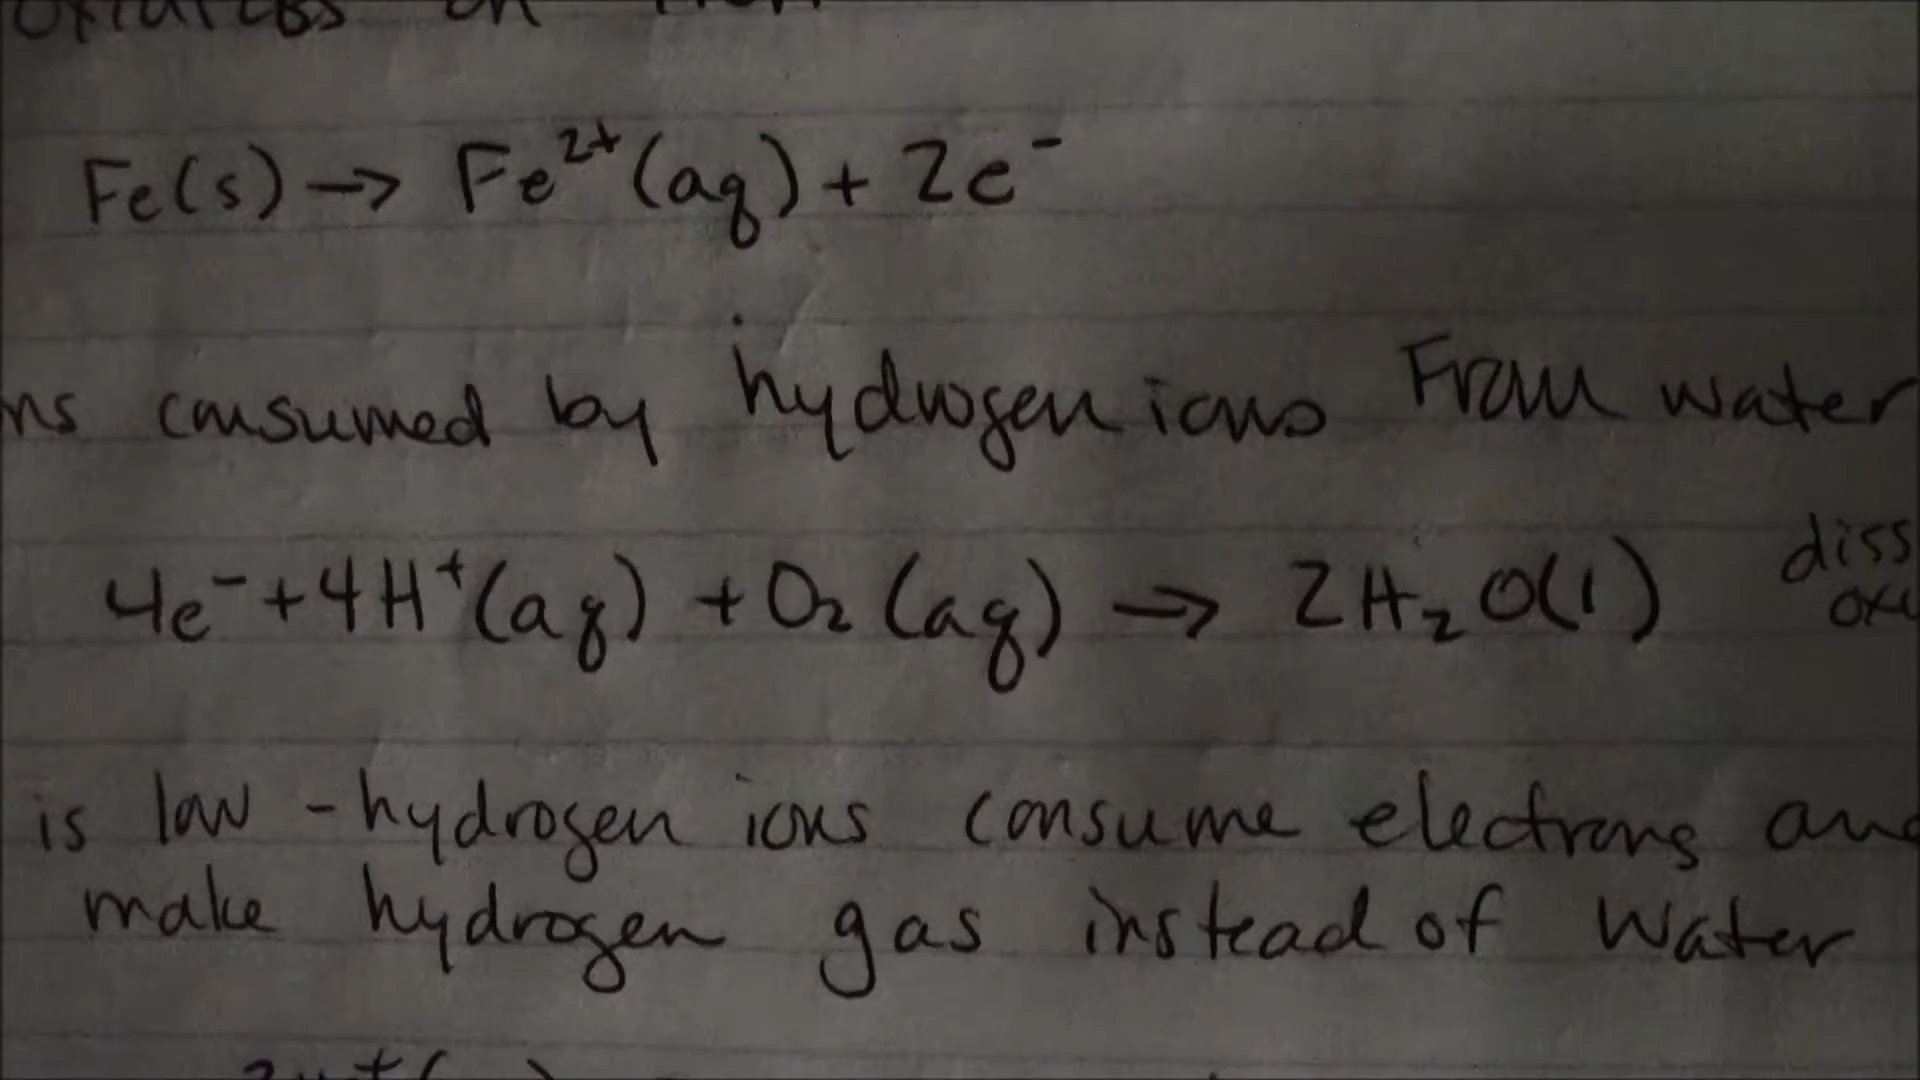 Fe(s) → Fe²⁺(aq) + 2e⁻
ns consumed by hydrogen ions From water
4e⁻ + 4H⁺(aq) + O₂(aq) → 2H₂O(l) diss
is low - hydrogen ions consume electrons
make hydrogen gas instead of water